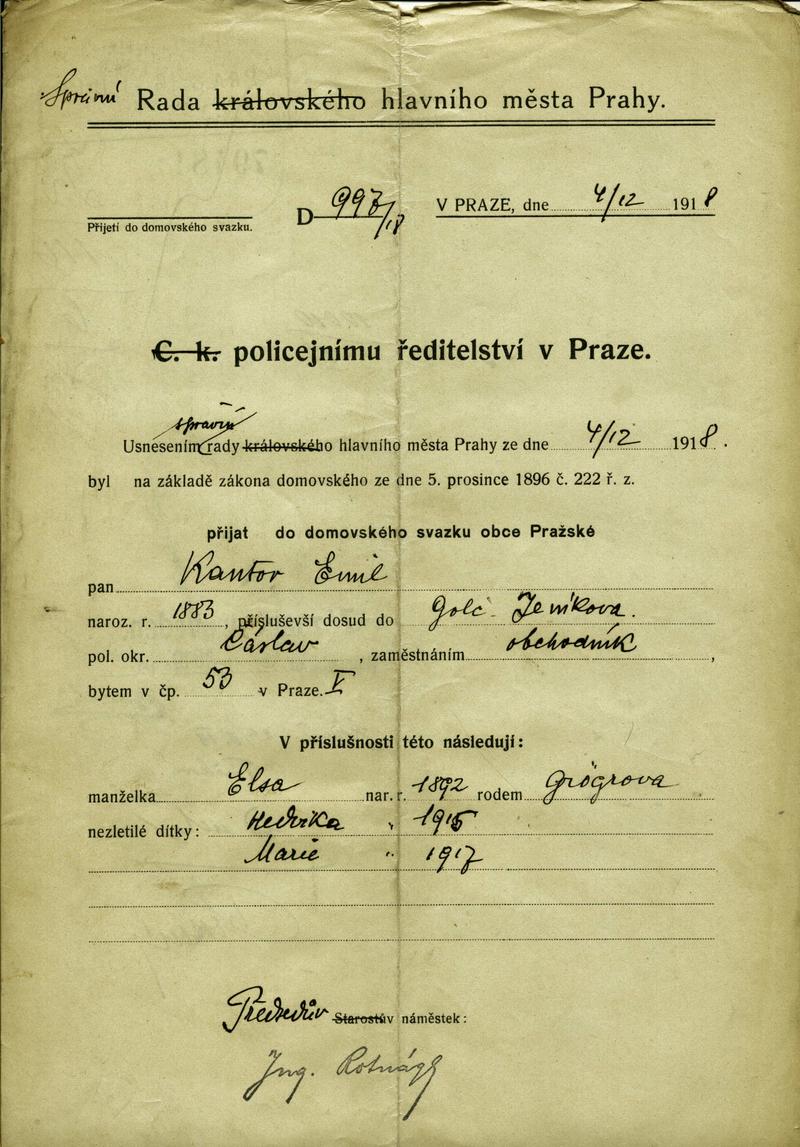 Správní Rada královského hlavního města Prahy.
Přijetí do domovského svazku.
D 997/18
V PRAZE, dne 4/12 1918
C. k. policejnímu ředitelství v Praze.
správní
Usnesením rady královského hlavního města Prahy ze dne 4/12 1918.
byl na základě zákona domovského ze dne 5. prosince 1896 č. 222 ř. z.
přijat do domovského svazku obce Pražské
pan Kantor Emil
naroz. r. 1883, přísluševší dosud do Golč. Jeníkova.
pol. okr. Čáslav, zaměstnáním obchodník,
bytem v čp. 53 v Praze. V
V příslušnosti této následují:
manželka Elsa nar. r. 1892 rodem
nezletilé dítky: Hedvika " 1915
Marie " 1917
Předsedův Starostův náměstek:
Ing. Rotnágl